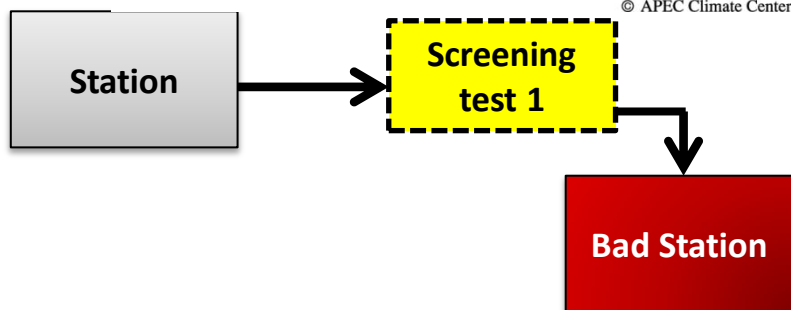 © APEC Climate Center
Station
Screening
test 1
Bad Station